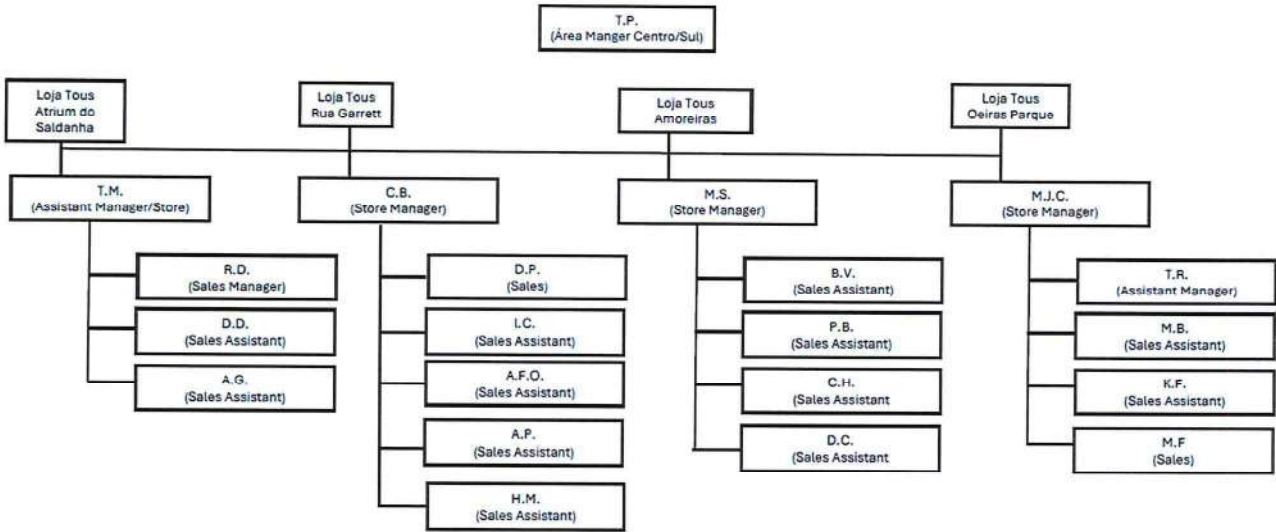 T.P.
(Área Manger Centro/Sul)
Loja Tous
Atrium do
Saldanha
Loja Tous
Rua Garrett
Loja Tous
Amoreiras
Loja Tous
Oeiras Parque
T.M.
(Assistant Manager/Store)
C.B.
(Store Manager)
M.S.
(Store Manager)
M.J.C.
(Store Manager)
R.D.
(Sales Manager)
D.D.
(Sales Assistant)
A.G.
(Sales Assistant)
D.P.
(Sales)
I.C.
(Sales Assistant)
A.F.O.
(Sales Assistant)
A.P.
(Sales Assistant)
H.M.
(Sales Assistant)
B.V.
(Sales Assistant)
P.B.
(Sales Assistant)
C.H.
(Sales Assistant
D.C.
(Sales Assistant
T.R.
(Assistant Manager)
M.B.
(Sales Assistant)
K.F.
(Sales Assistant)
M.F
(Sales)